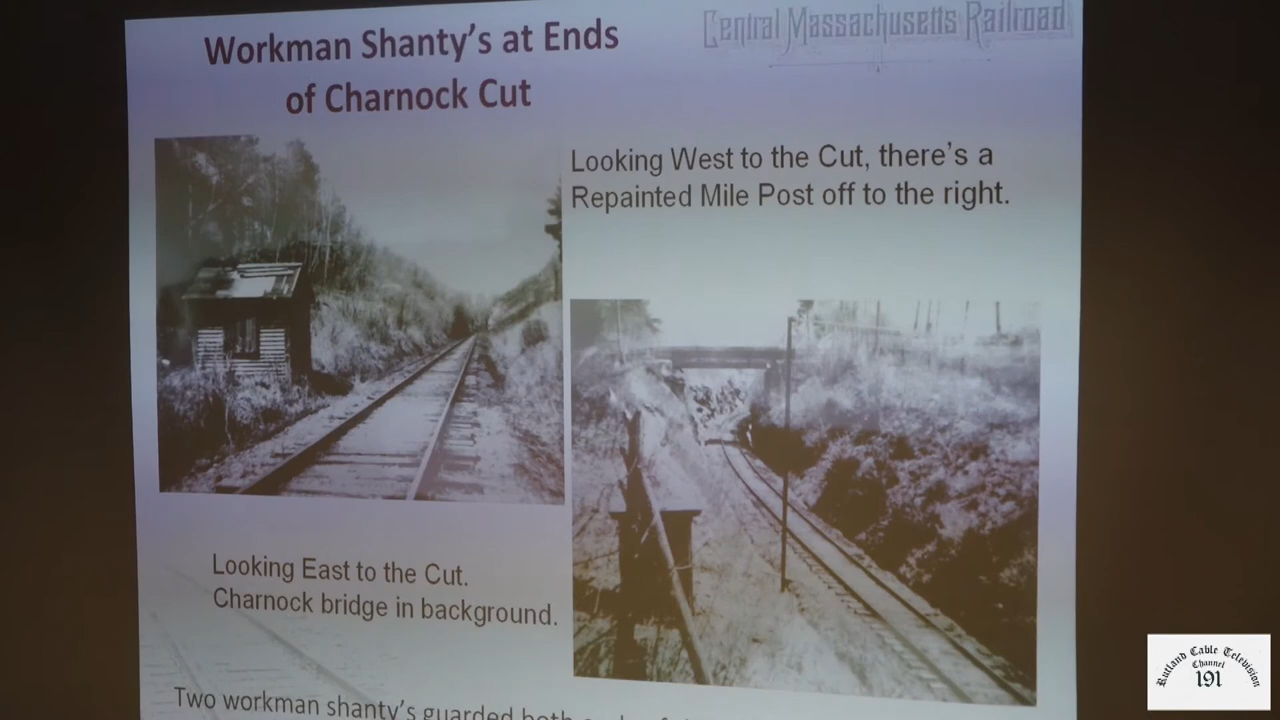 Workman Shanty's at Ends
of Charnock Cut
Central Massachusetts Railroad
Looking West to the Cut, there's a
Repainted Mile Post off to the right.
Looking East to the Cut.
Charnock bridge in background.
Two workman shanty's guarded both
Rutland Cable Television
Channel
191